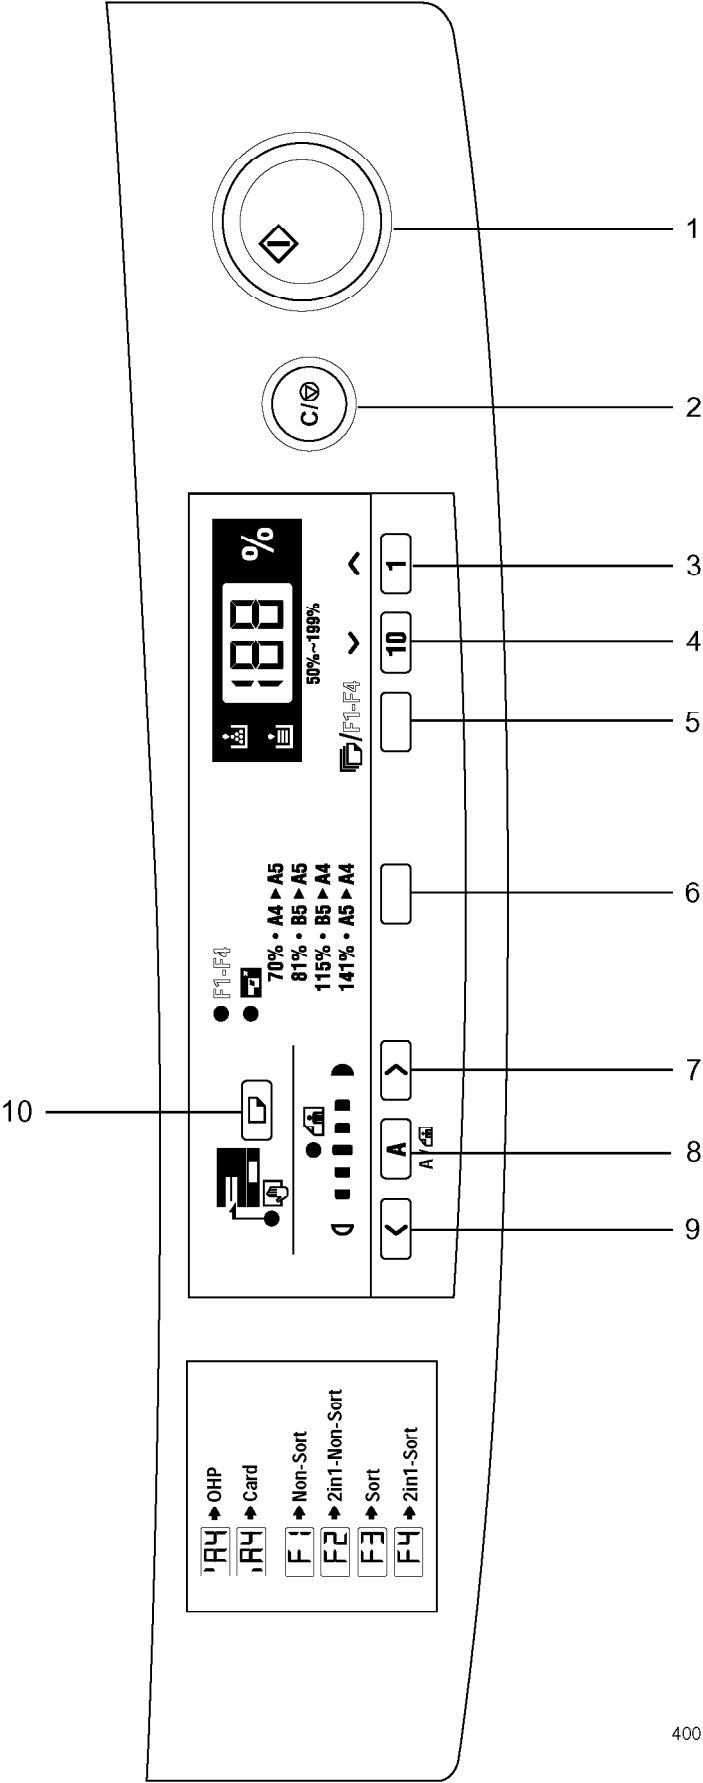 1
2
3
4
5
6
7
8
9
10
C/
%
188
50%~199%
1
10
/F1-F4
F1-F4
70% • A4 ▶ A5
81% • B5 ▶ A5
115% • B5 ▶ A4
141% • A5 ▶ A4
A
A /
'A4 → OHP
,A4 → Card
F1 → Non-Sort
F2 → 2in1-Non-Sort
F3 → Sort
F4 → 2in1-Sort
400